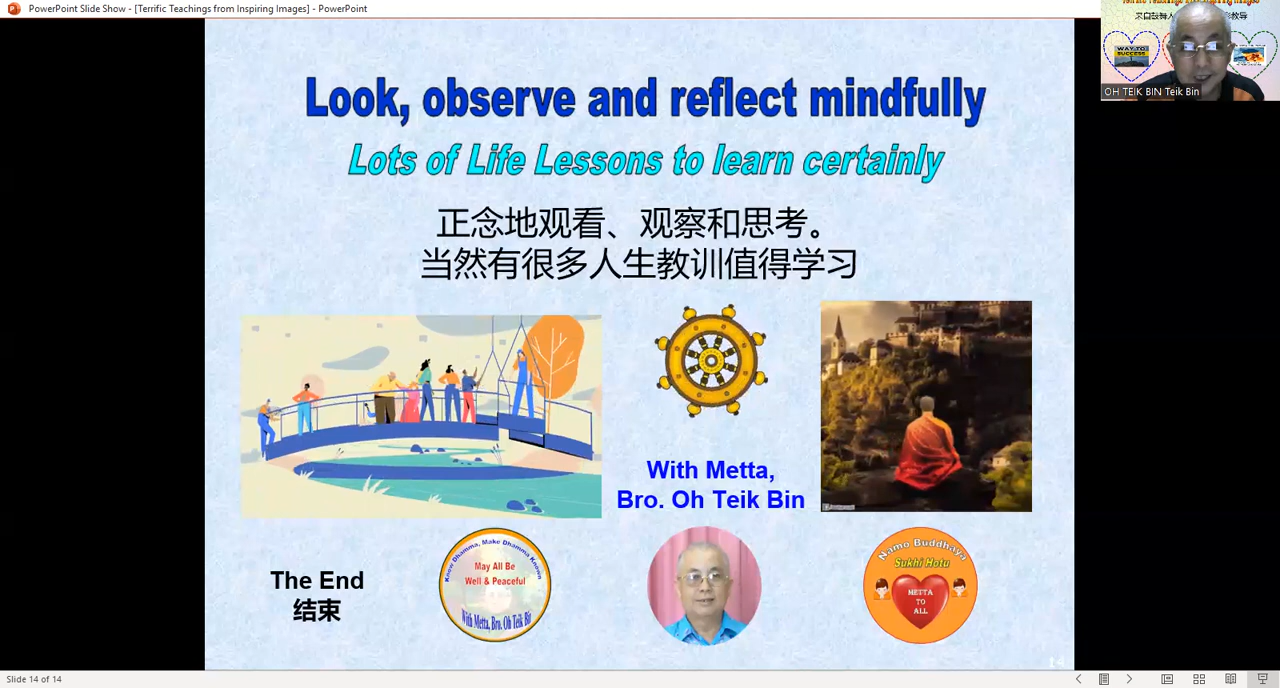 PowerPoint Slide Show - [Terrific Teachings from Inspiring Images] - PowerPoint
WAY TO
SUCCESS
OH TEIK BIN Teik Bin
Look, observe and reflect mindfully
Lots of Life Lessons to learn certainly
正念地观看、观察和思考。
当然有很多人生教训值得学习
With Metta,
Bro. Oh Teik Bin
The End
结束
Know Dhamma, Make Dhamma Known
May All Be
Well & Peaceful
With Metta, Bro. Oh Teik Bin
Namo Buddhaya
Sukhi Hotu
METTA
TO
ALL
14
Slide 14 of 14